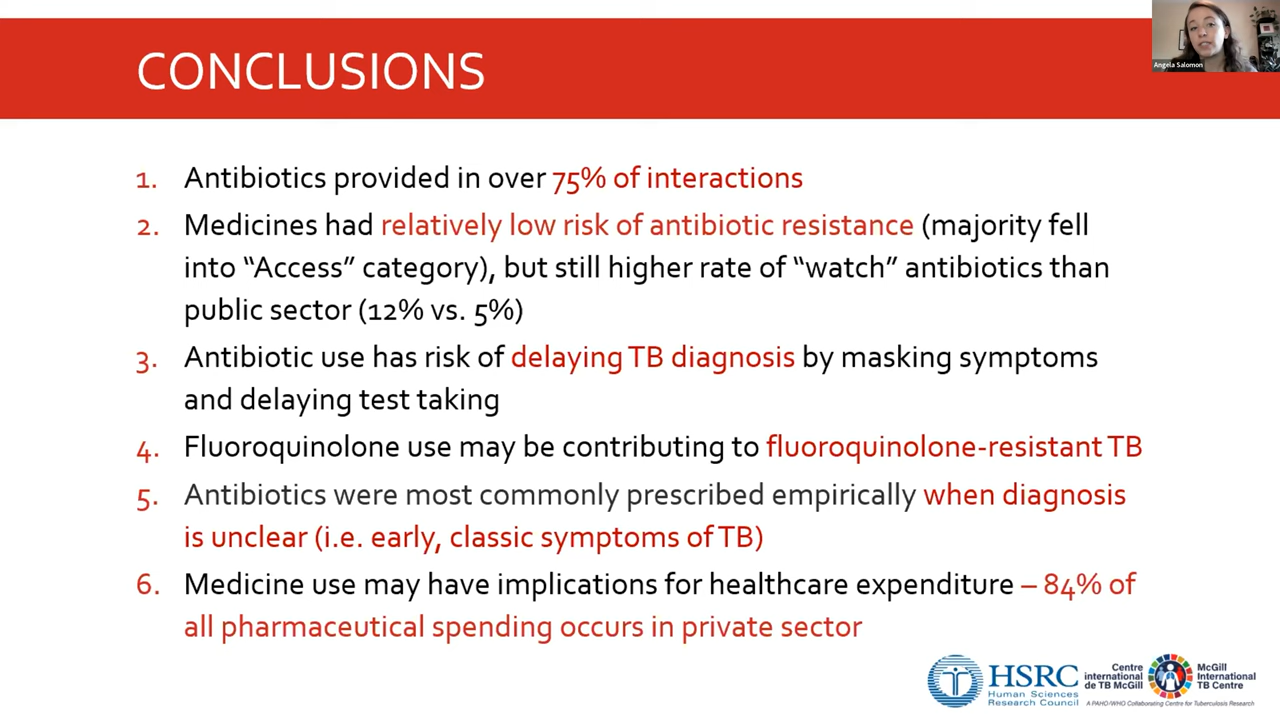 CONCLUSIONS
Angela Salomon
1. Antibiotics provided in over 75% of interactions
2. Medicines had relatively low risk of antibiotic resistance (majority fell
into “Access” category), but still higher rate of “watch” antibiotics than
public sector (12% vs. 5%)
3. Antibiotic use has risk of delaying TB diagnosis by masking symptoms
and delaying test taking
4. Fluoroquinolone use may be contributing to fluoroquinolone-resistant TB
5. Antibiotics were most commonly prescribed empirically when diagnosis
is unclear (i.e. early, classic symptoms of TB)
6. Medicine use may have implications for healthcare expenditure – 84% of
all pharmaceutical spending occurs in private sector
HSRC
Human Sciences
Research Council
Centre
international
de TB McGill
McGill
International
TB Centre
A PAHO/WHO Collaborating Centre for Tuberculosis Research